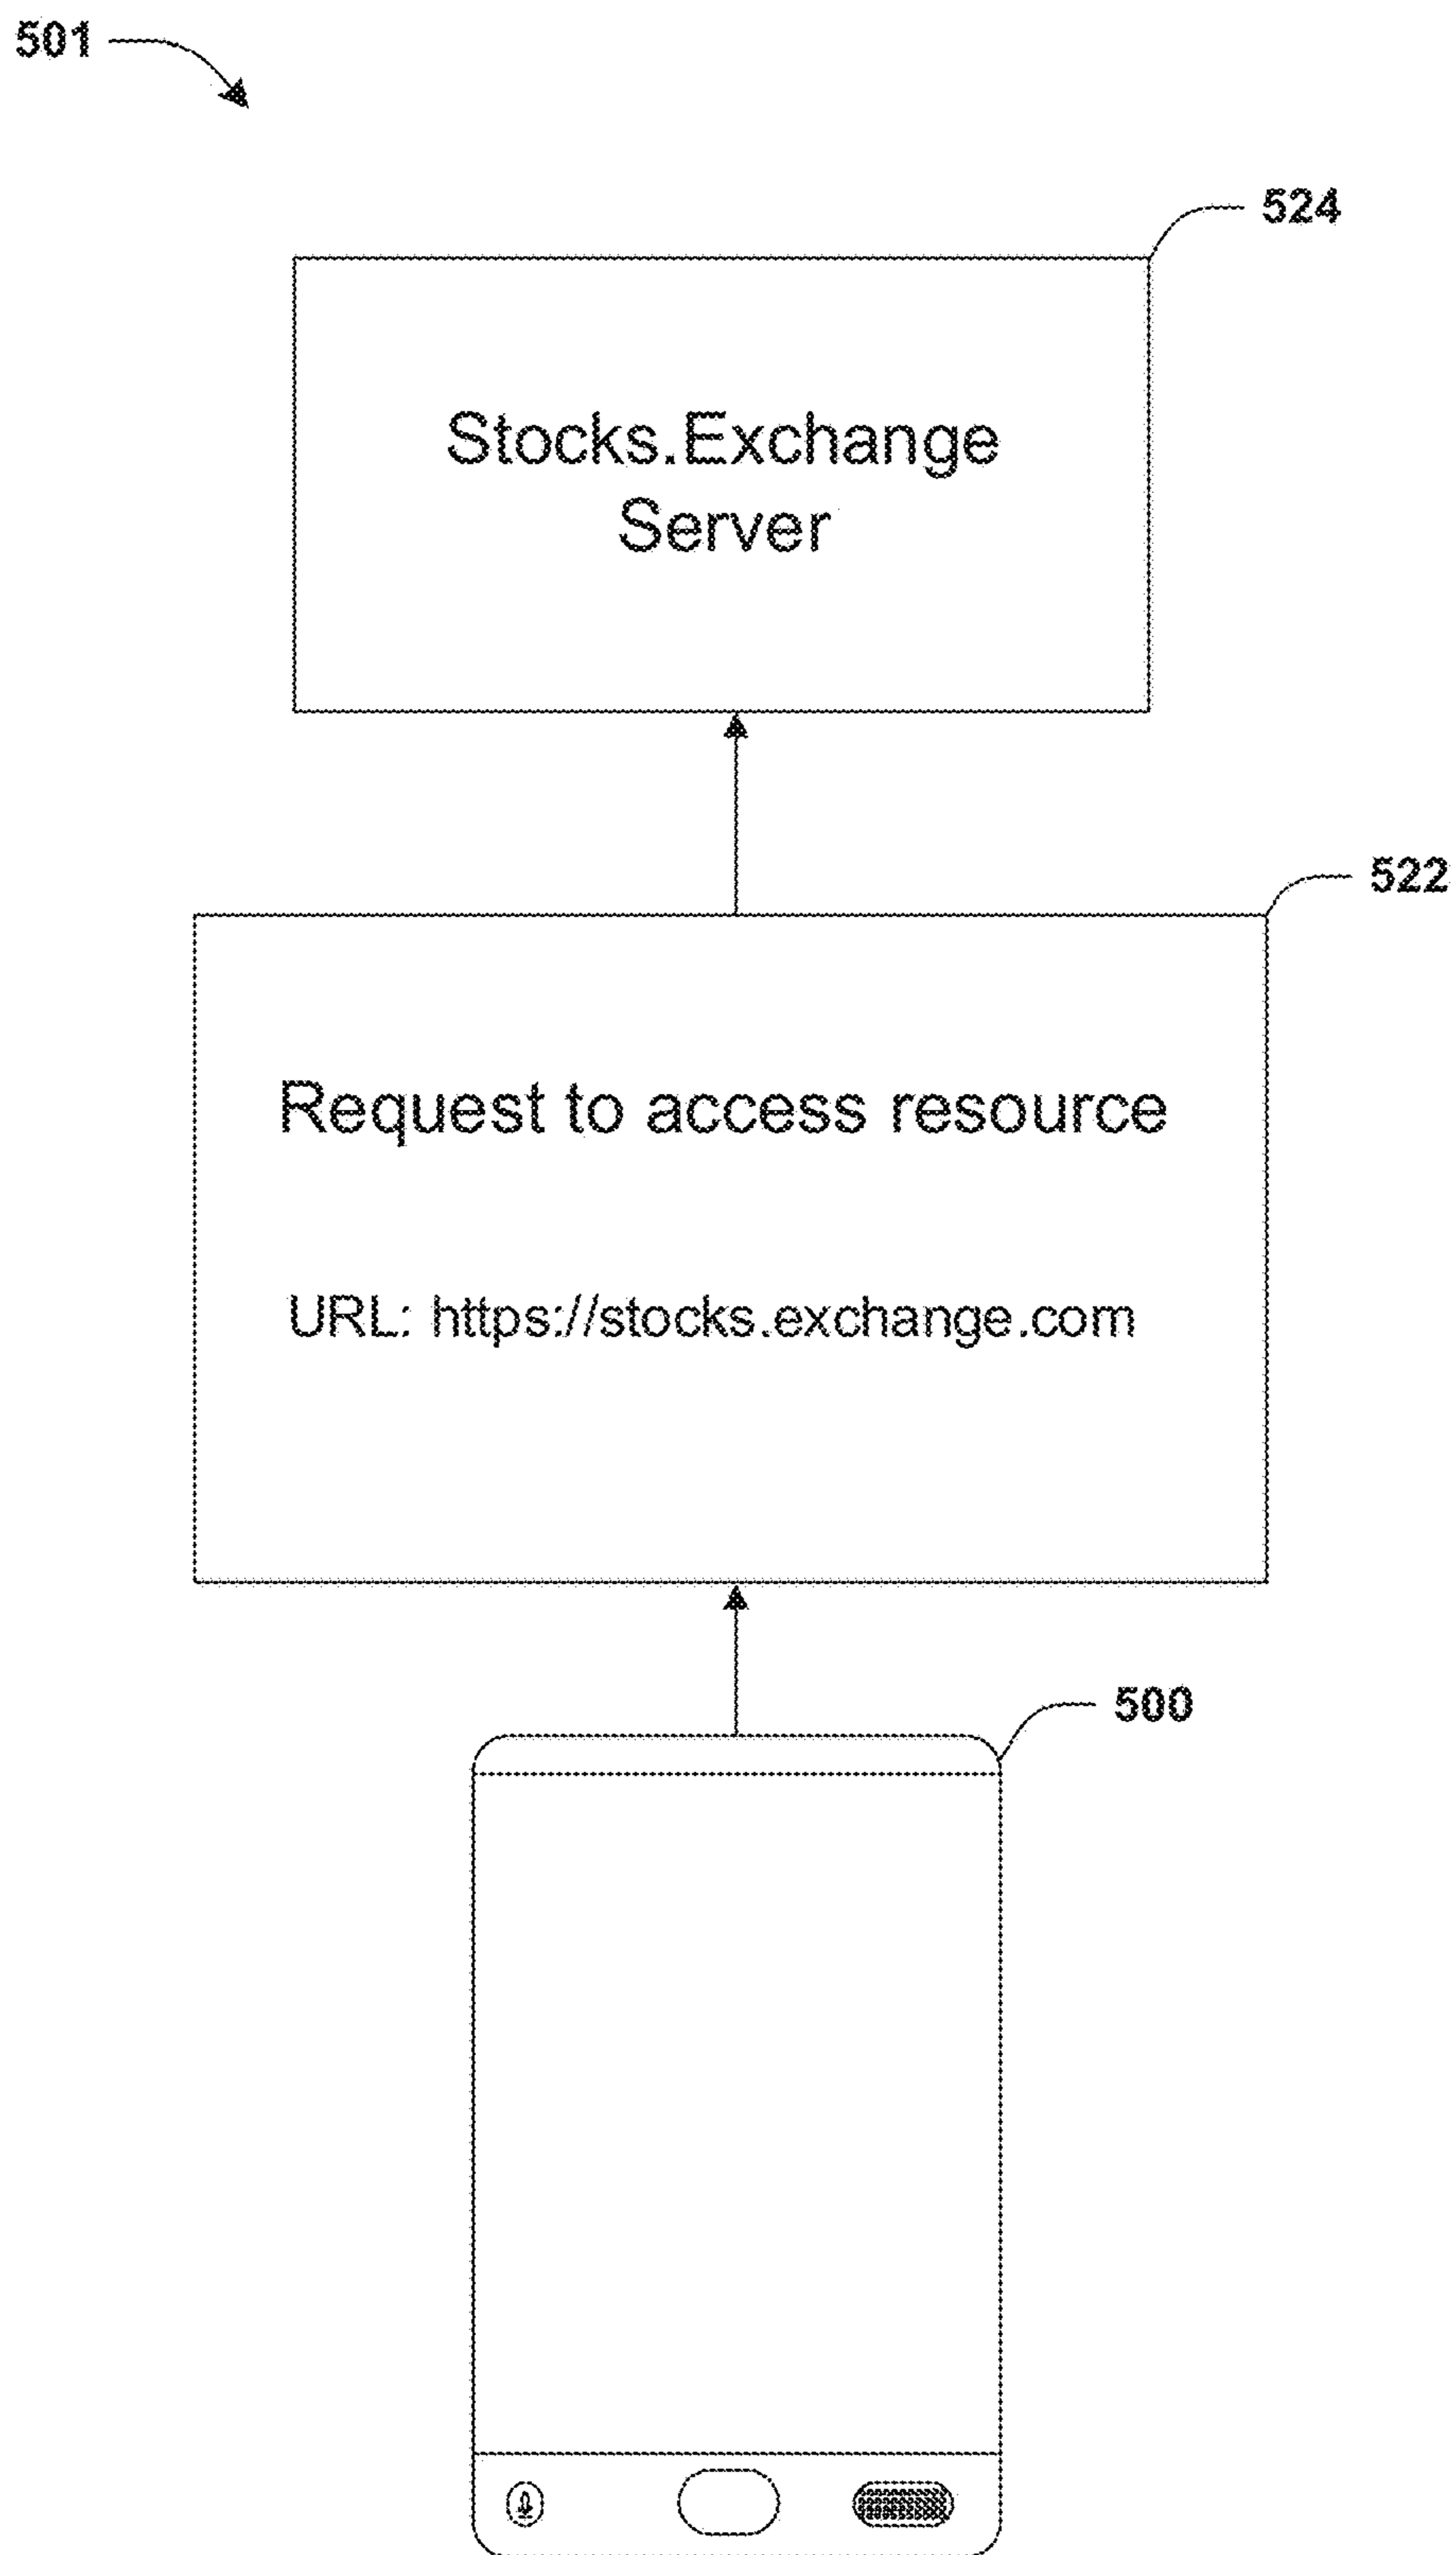 501
524
Stocks.Exchange
Server
522
Request to access resource
URL: https://stocks.exchange.com
500